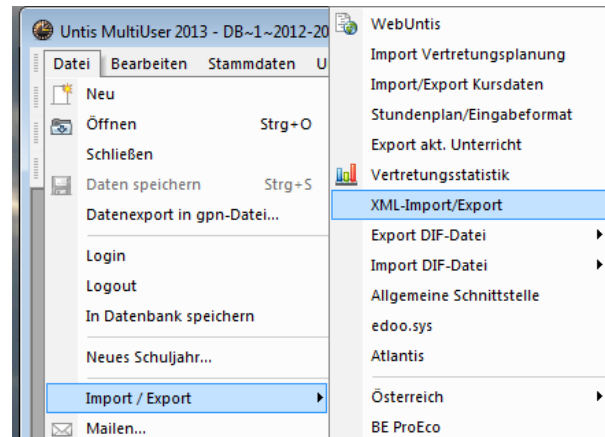 Untis MultiUser 2013 - DB~1~2012-20
Datei Bearbeiten Stammdaten U
Neu
Öffnen Strg+O
Schließen
Daten speichern Strg+S
Datenexport in gpn-Datei...
Login
Logout
In Datenbank speichern
Neues Schuljahr...
Import / Export
Mailen...
WebUntis
Import Vertretungsplanung
Import/Export Kursdaten
Stundenplan/Eingabeformat
Export akt. Unterricht
Vertretungsstatistik
XML-Import/Export
Export DIF-Datei
Import DIF-Datei
Allgemeine Schnittstelle
edoo.sys
Atlantis
Österreich
BE ProEco